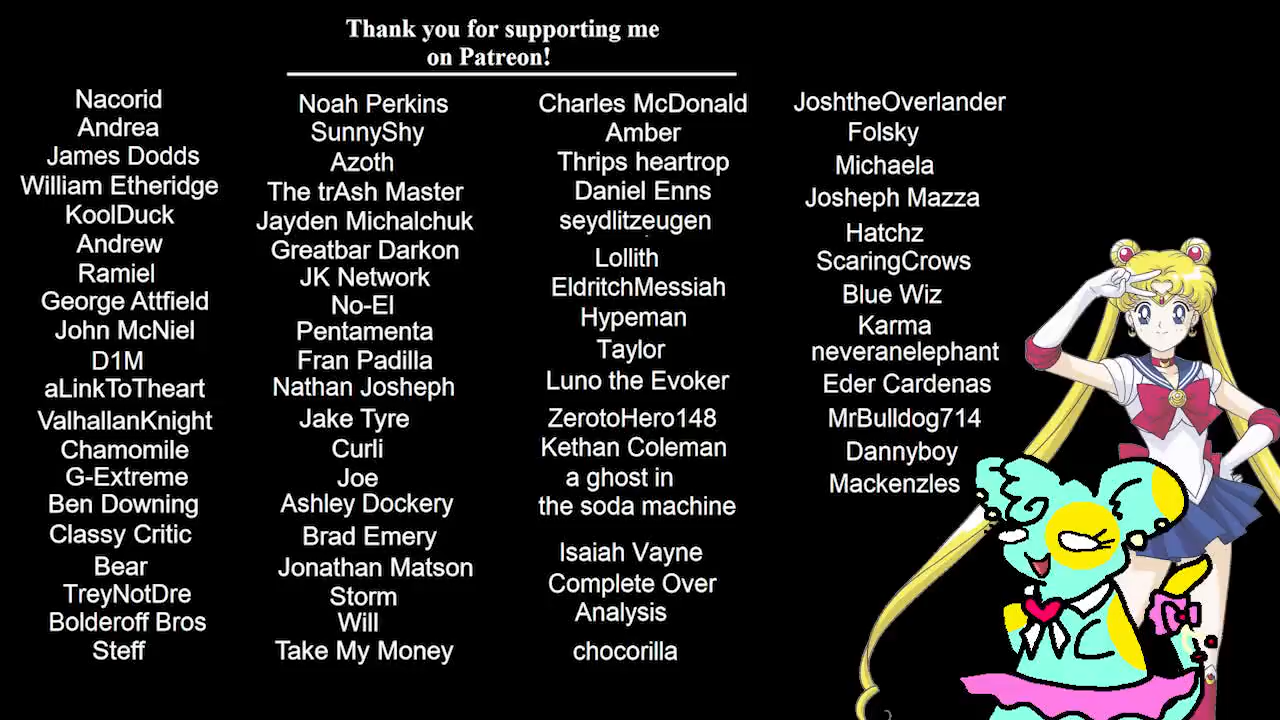 Thank you for supporting me
on Patreon!
Nacorid
Andrea
James Dodds
William Etheridge
KoolDuck
Andrew
Ramiel
George Attfield
John McNiel
D1M
aLinkToTheart
ValhallanKnight
Chamomile
G-Extreme
Ben Downing
Classy Critic
Bear
TreyNotDre
Bolderoff Bros
Steff
Noah Perkins
SunnyShy
Azoth
The trAsh Master
Jayden Michalchuk
Greatbar Darkon
JK Network
No-El
Pentamenta
Fran Padilla
Nathan Josheph
Jake Tyre
Curli
Joe
Ashley Dockery
Brad Emery
Jonathan Matson
Storm
Will
Take My Money
Charles McDonald
Amber
Thrips heartrop
Daniel Enns
seydlitzeugen
Lollith
EldritchMessiah
Hypeman
Taylor
Luno the Evoker
ZerotoHero148
Kethan Coleman
a ghost in
the soda machine
Isaiah Vayne
Complete Over
Analysis
chocorilla
JoshtheOverlander
Folsky
Michaela
Josheph Mazza
Hatchz
ScaringCrows
Blue Wiz
Karma
neveranelephant
Eder Cardenas
MrBulldog714
Dannyboy
Mackenzles